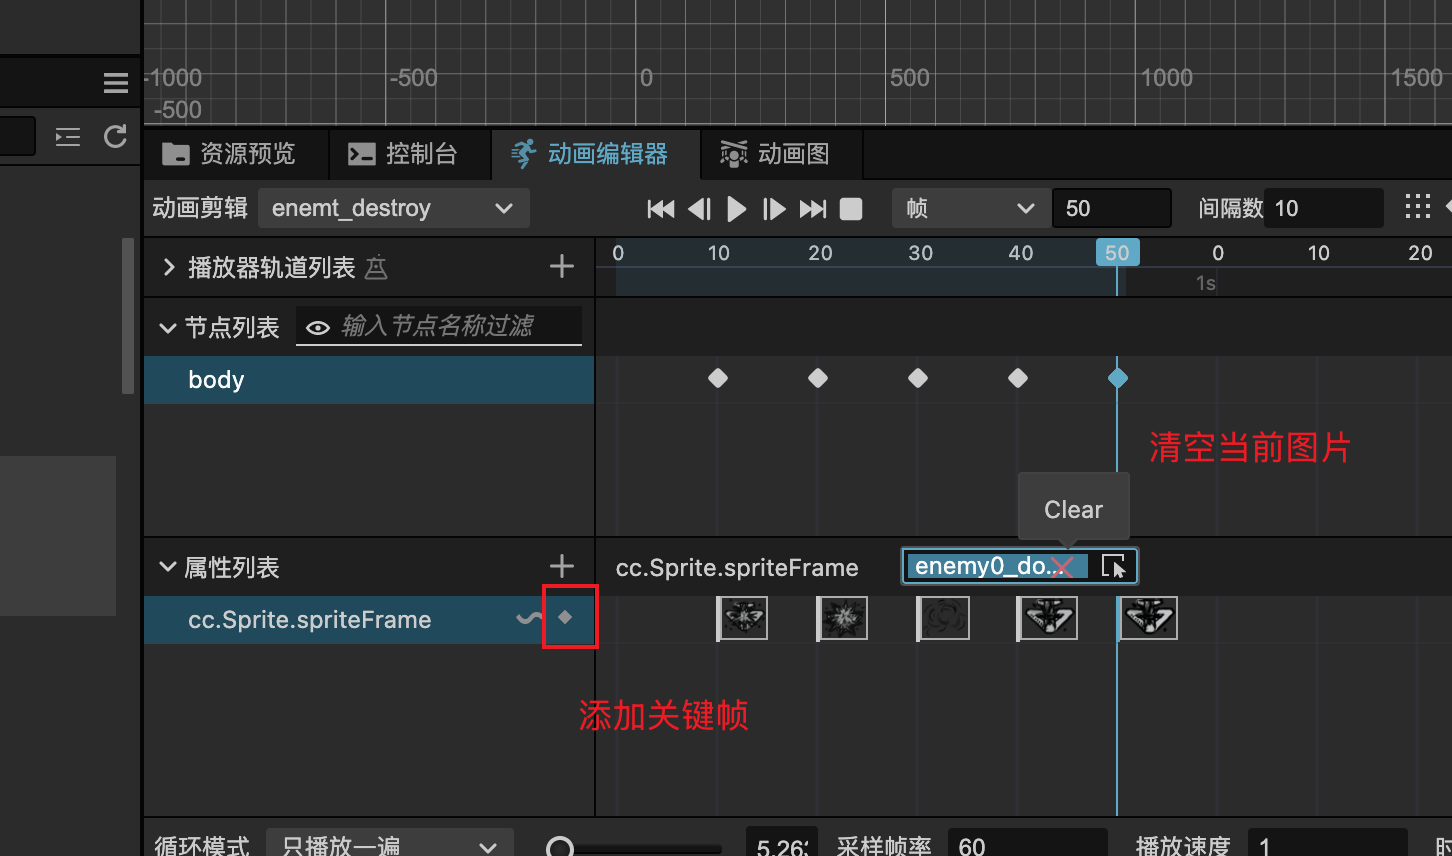 -1000 -500 0 500 1000 1500
-500
资源预览 控制台 动画编辑器 动画图
动画剪辑 enemt_destroy 帧 50 间隔数 10
播放器轨道列表 0 10 20 30 40 50 0 10 20
1s
节点列表 输入节点名称过滤
body
清空当前图片
Clear
属性列表 cc.Sprite.spriteFrame enemy0_do...
cc.Sprite.spriteFrame
添加关键帧
循环模式 只播放一遍 采样帧率 60 播放速度 1